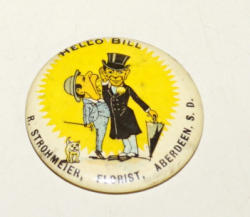 HELLO BILL
R. STROHMEIER, FLORIST, ABERDEEN, S. D.